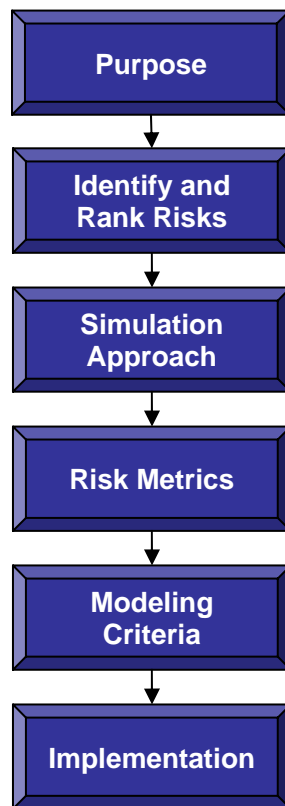 Purpose
Identify and
Rank Risks
Simulation
Approach
Risk Metrics
Modeling
Criteria
Implementation